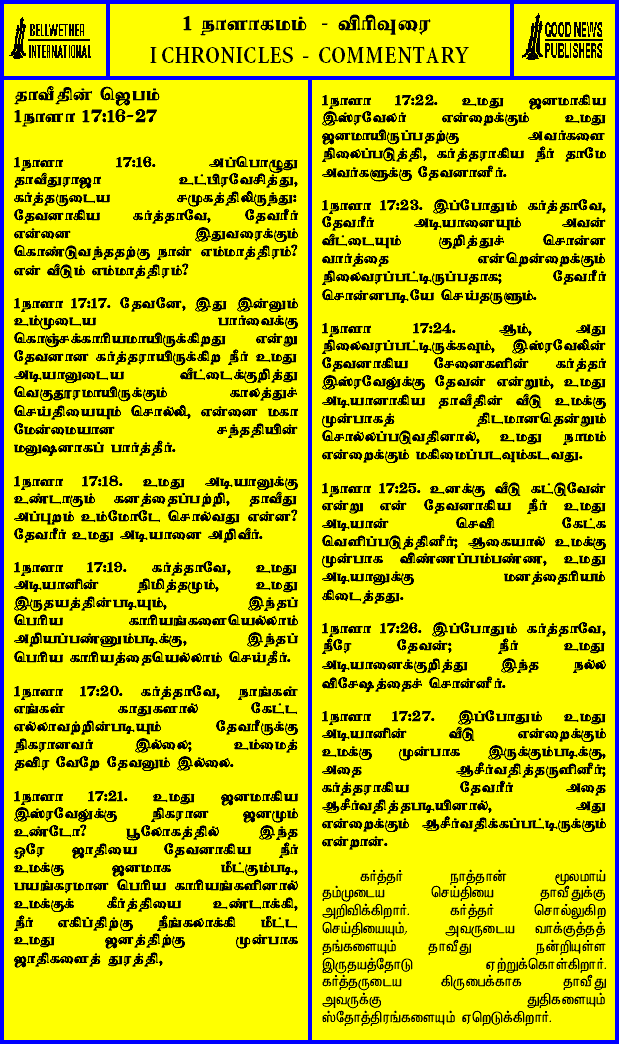 BELLWETHER
INTERNATIONAL
1 நாளாகமம் - விரிவுரை
I CHRONICLES - COMMENTARY
GOOD NEWS
PUBLISHERS
தாவீதின் ஜெபம்
1நாளா 17:16-27
1நாளா 17:16. அப்பொழுது
தாவீதுராஜா உட்பிரவேசித்து,
கர்த்தருடைய சமுகத்திலிருந்து:
தேவனாகிய கர்த்தாவே, தேவரீர்
என்னை இதுவரைக்கும்
கொண்டுவந்ததற்கு நான் எம்மாத்திரம்?
என் வீடும் எம்மாத்திரம்?
1நாளா 17:17. தேவனே, இது இன்னும்
உம்முடைய பார்வைக்கு
கொஞ்சக்காரியமாயிருக்கிறது என்று
தேவனான கர்த்தராயிருக்கிற நீர் உமது
அடியானுடைய வீட்டைக்குறித்து
வெகுதூரமாயிருக்கும் காலத்துச்
செய்தியையும் சொல்லி, என்னை மகா
மேன்மையான சந்ததியின்
மனுஷனாகப் பார்த்தீர்.
1நாளா 17:18. உமது அடியானுக்கு
உண்டாகும் கனத்தைப்பற்றி, தாவீது
அப்புறம் உம்மோடே சொல்வது என்ன?
தேவரீர் உமது அடியானை அறிவீர்.
1நாளா 17:19. கர்த்தாவே, உமது
அடியானின் நிமித்தமும், உமது
இருதயத்தின்படியும், இந்தப்
பெரிய காரியங்களையெல்லாம்
அறியப்பண்ணும்படிக்கு, இந்தப்
பெரிய காரியத்தையெல்லாம் செய்தீர்.
1நாளா 17:20. கர்த்தாவே, நாங்கள்
எங்கள் காதுகளால் கேட்ட
எல்லாவற்றின்படியும் தேவரீருக்கு
நிகரானவர் இல்லை; உம்மைத்
தவிர வேறே தேவனும் இல்லை.
1நாளா 17:21. உமது ஜனமாகிய
இஸ்ரவேலுக்கு நிகரான ஜனமும்
உண்டோ? பூலோகத்தில் இந்த
ஒரே ஜாதியை தேவனாகிய நீர்
உமக்கு ஜனமாக மீட்கும்படி,
பயங்கரமான பெரிய காரியங்களினால்
உமக்குக் கீர்த்தியை உண்டாக்கி,
நீர் எகிப்திற்கு நீங்கலாக்கி மீட்ட
உமது ஜனத்திற்கு முன்பாக
ஜாதிகளைத் துரத்தி,
1நாளா 17:22. உமது ஜனமாகிய
இஸ்ரவேலர் என்றைக்கும் உமது
ஜனமாயிருப்பதற்கு அவர்களை
நிலைப்படுத்தி, கர்த்தராகிய நீர் தாமே
அவர்களுக்கு தேவனானீர்.
1நாளா 17:23. இப்போதும் கர்த்தாவே,
தேவரீர் அடியானையும் அவன்
வீட்டையும் குறித்துச் சொன்ன
வார்த்தை என்றென்றைக்கும்
நிலைவரப்பட்டிருப்பதாக; தேவரீர்
சொன்னபடியே செய்தருளும்.
1நாளா 17:24. ஆம், அது
நிலைவரப்பட்டிருக்கவும், இஸ்ரவேலின்
தேவனாகிய சேனைகளின் கர்த்தர்
இஸ்ரவேலுக்கு தேவன் என்றும், உமது
அடியானாகிய தாவீதின் வீடு உமக்கு
முன்பாகத் திடமானதென்றும்
சொல்லப்படுவதினால், உமது நாமம்
என்றைக்கும் மகிமைப்படவுங்கடவது.
1நாளா 17:25. உனக்கு வீடு கட்டுவேன்
என்று என் தேவனாகிய நீர் உமது
அடியான் செவி கேட்க
வெளிப்படுத்தினீர்; ஆகையால் உமக்கு
முன்பாக விண்ணப்பம்பண்ண, உமது
அடியானுக்கு மனத்தைரியம்
கிடைத்தது.
1நாளா 17:26. இப்போதும் கர்த்தாவே,
நீரே தேவன்; நீர் உமது
அடியானைக்குறித்து இந்த நல்ல
விசேஷத்தைச் சொன்னீர்.
1நாளா 17:27. இப்போதும் உமது
அடியானின் வீடு என்றைக்கும்
உமக்கு முன்பாக இருக்கும்படிக்கு,
அதை ஆசீர்வதித்தருளினீர்;
கர்த்தராகிய தேவரீர் அதை
ஆசீர்வதித்தபடியினால், அது
என்றைக்கும் ஆசீர்வதிக்கப்பட்டிருக்கும்
என்றான்.
கர்த்தர் நாத்தான் மூலமாய்
தம்முடைய செய்தியை தாவீதுக்கு
அறிவிக்கிறார். கர்த்தர் சொல்லுகிற
செய்தியையும், அவருடைய வாக்குத்தத்
தங்களையும் தாவீது நன்றியுள்ள
இருதயத்தோடு ஏற்றுக்கொள்கிறார்.
கர்த்தருடைய கிருபைக்காக தாவீது
அவருக்கு துதிகளையும்
ஸ்தோத்திரங்களையும் ஏறெடுக்கிறார்.